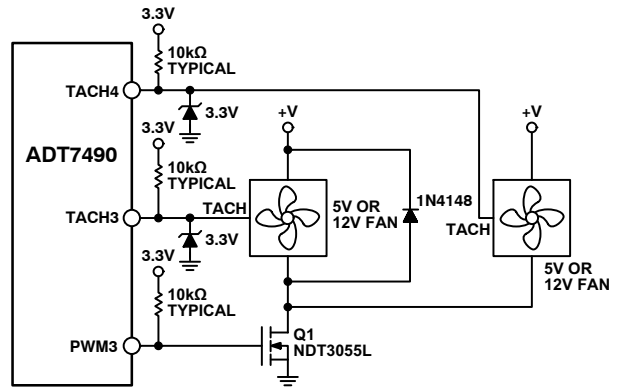 3.3V
10kΩ
TYPICAL
TACH4
3.3V
3.3V
+V
+V
ADT7490
10kΩ
TYPICAL
TACH
5V OR
12V FAN
1N4148
TACH3
TACH
3.3V
3.3V
5V OR
12V FAN
10kΩ
TYPICAL
Q1
NDT3055L
PWM3